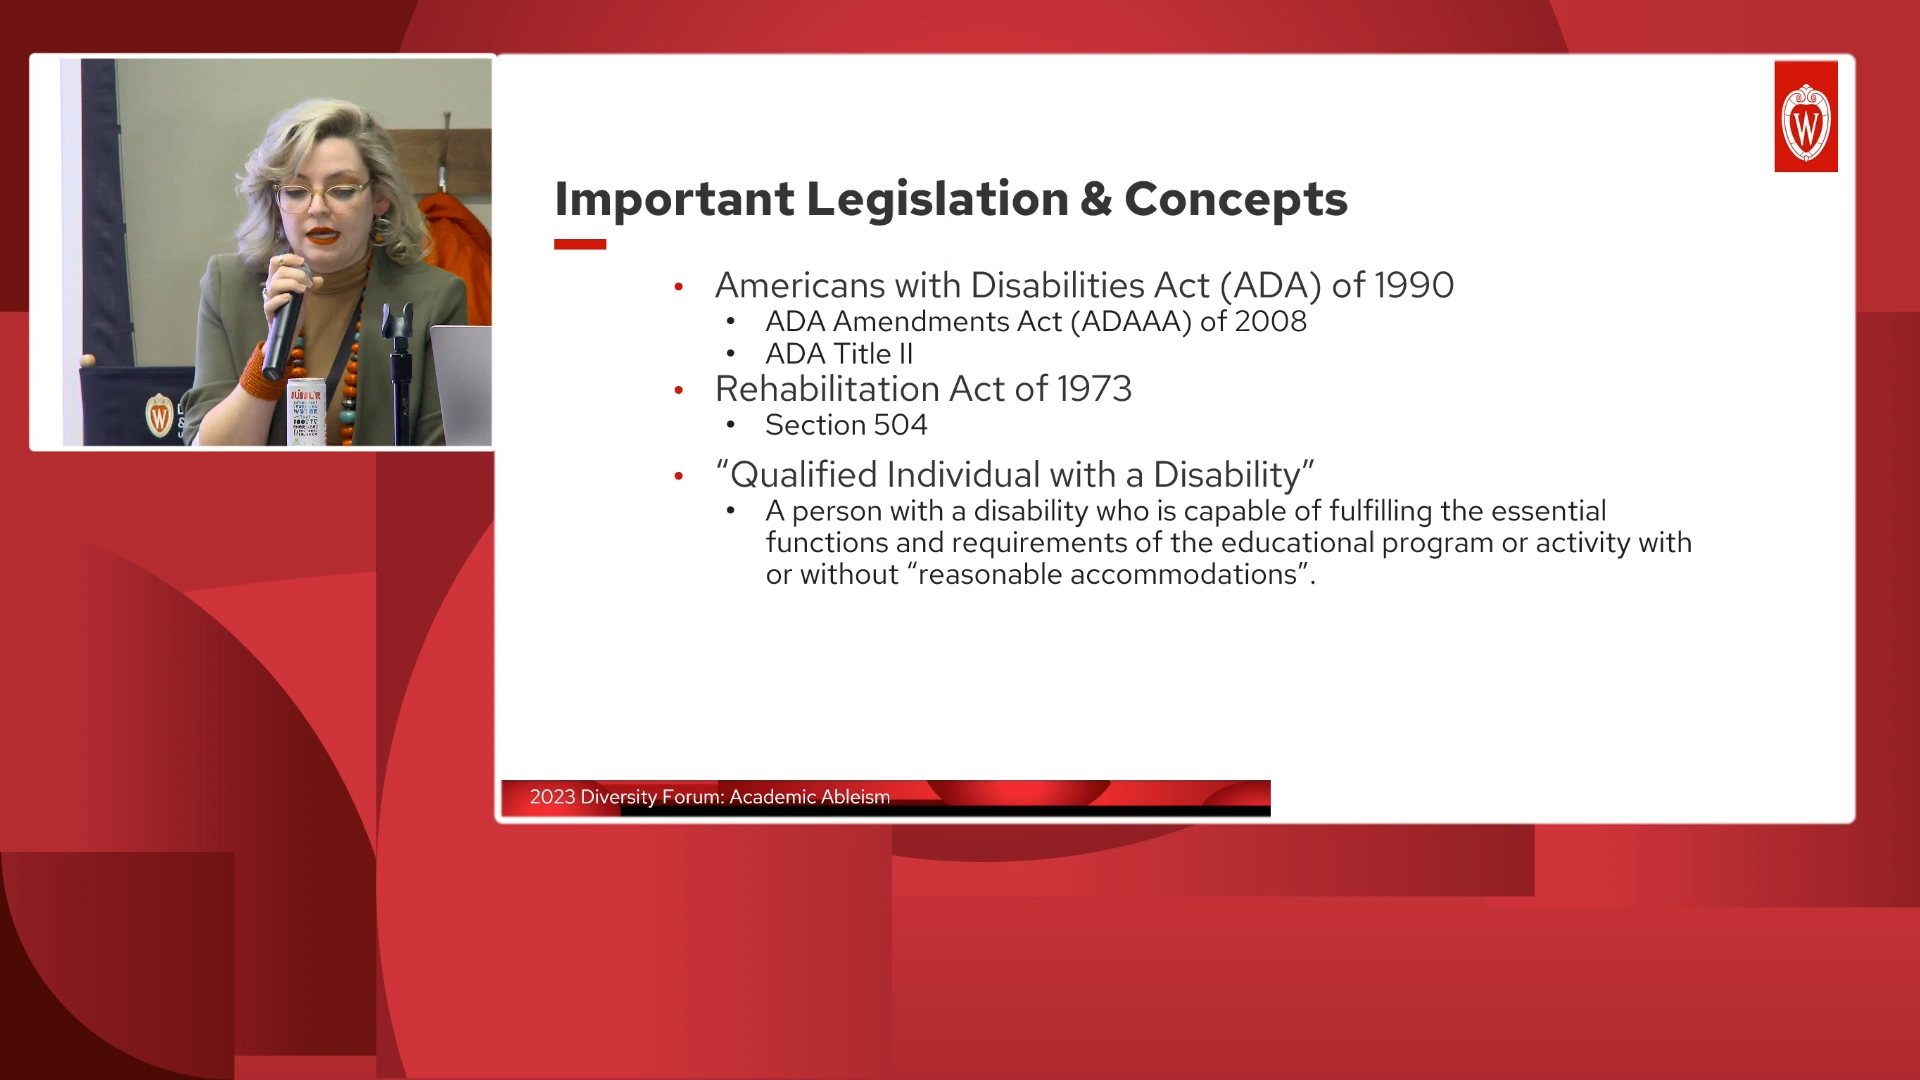 W
Important Legislation & Concepts
• Americans with Disabilities Act (ADA) of 1990
• ADA Amendments Act (ADAAA) of 2008
• ADA Title II
• Rehabilitation Act of 1973
• Section 504
• “Qualified Individual with a Disability”
• A person with a disability who is capable of fulfilling the essential
functions and requirements of the educational program or activity with
or without “reasonable accommodations”.
2023 Diversity Forum: Academic Ableism
W